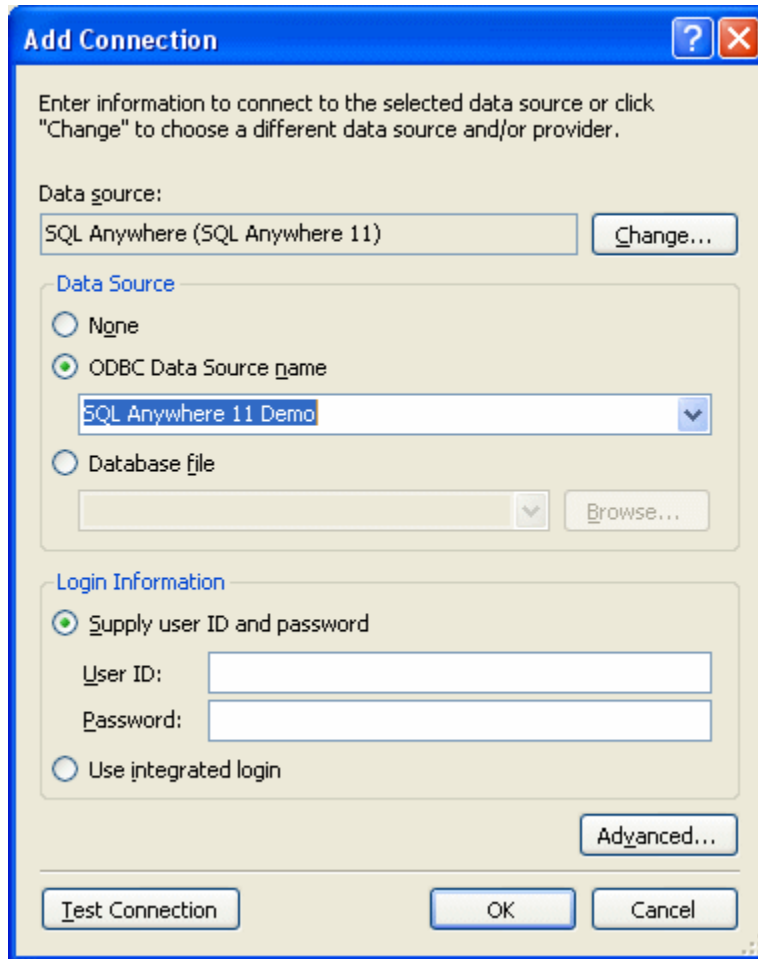 Add Connection
Enter information to connect to the selected data source or click
"Change" to choose a different data source and/or provider.
Data source:
SQL Anywhere (SQL Anywhere 11)
Change...
Data Source
None
ODBC Data Source name
SQL Anywhere 11 Demo
Database file
Browse...
Login Information
Supply user ID and password
User ID:
Password:
Use integrated login
Advanced...
Test Connection
OK
Cancel